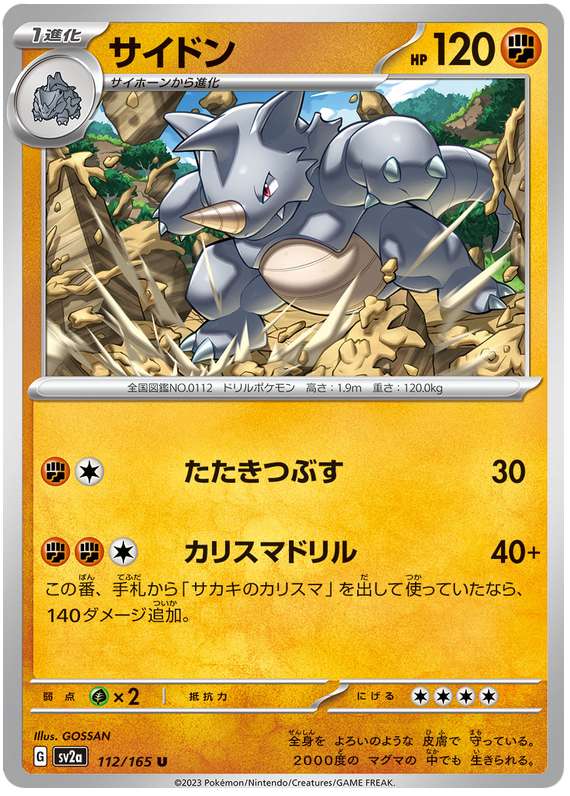 1進化
サイドン
HP 120
サイホーンから進化
全国図鑑NO.0112 ドリルポケモン 高さ:1.9m 重さ:120.0kg
たたきつぶす 30
カリスマドリル 40+
この番、手札から「サカキのカリスマ」を出して使っていたなら、
140ダメージ追加。
弱点 ×2 抵抗力 にげる
Illus. GOSSAN
G sv2a 112/165 U
全身を よろいのような 皮膚で 守っている。
2000度の マグマの 中でも 生きられる。
©2023 Pokémon/Nintendo/Creatures/GAME FREAK.